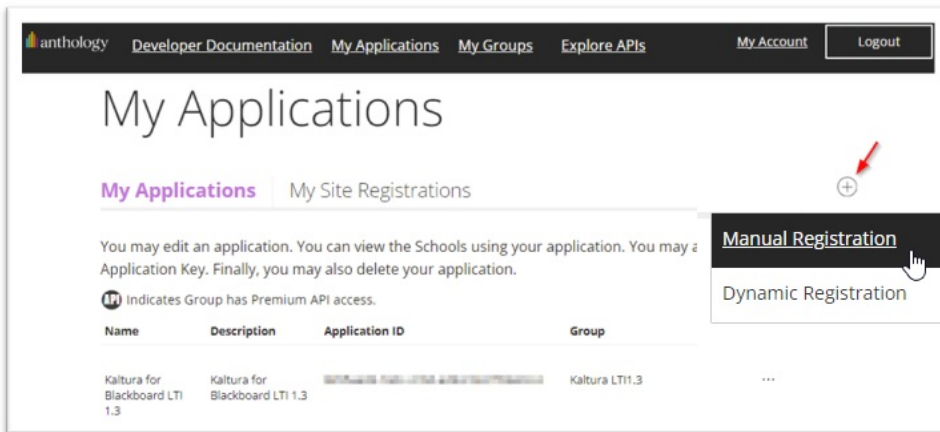 anthology Developer Documentation My Applications My Groups Explore APIs My Account Logout
My Applications
My Applications My Site Registrations
Manual Registration
Dynamic Registration
You may edit an application. You can view the Schools using your application. You may a
Application Key. Finally, you may also delete your application.
API Indicates Group has Premium API access.
Name Description Application ID Group
Kaltura for Kaltura for Kaltura LTI1.3 ...
Blackboard LTI Blackboard LTI 1.3
1.3